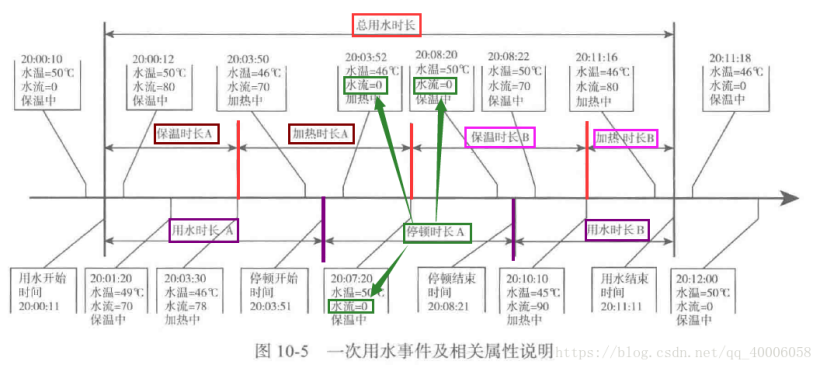 总用水时长
20:00:10
水温=50℃
水流=0
保温中
20:00:12
水温=50℃
水流=80
保温中
20:03:50
水温=46℃
水流=70
加热中
20:03:52
水温=46℃
水流=0
加热中
20:08:20
水温=50℃
水流=0
保温中
20:08:22
水温=50℃
水流=70
保温中
20:11:16
水温=46℃
水流=80
加热中
20:11:18
水温=46℃
水流=0
保温中
保温时长A
加热时长A
保温时长B
加热时长B
用水时长 A
停顿时长 A
用水时长 B
用水开始
时间
20:00:11
20:01:20
水温=49℃
水流=70
保温中
20:03:30
水温=46℃
水流=78
加热中
停顿开始
时间
20:03:51
20:07:20
水温=50℃
水流=0
保温中
停顿结束
时间
20:08:21
20:10:10
水温=45℃
水流=90
加热中
用水结束
时间
20:11:11
20:12:00
水温=50℃
水流=0
保温中
图 10-5 一次用水事件及相关属性说明
https://blog.csdn.net/qq_40006058